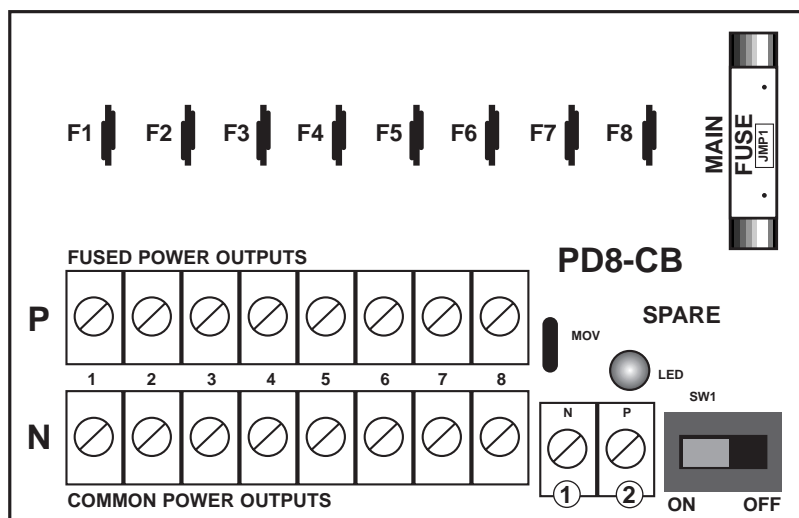 F1 F2 F3 F4 F5 F6 F7 F8
MAIN
FUSE
JMP1
FUSED POWER OUTPUTS
PD8-CB
P
SPARE
MOV
LED
1 2 3 4 5 6 7 8
SW1
N
N P
1 2
COMMON POWER OUTPUTS
ON OFF